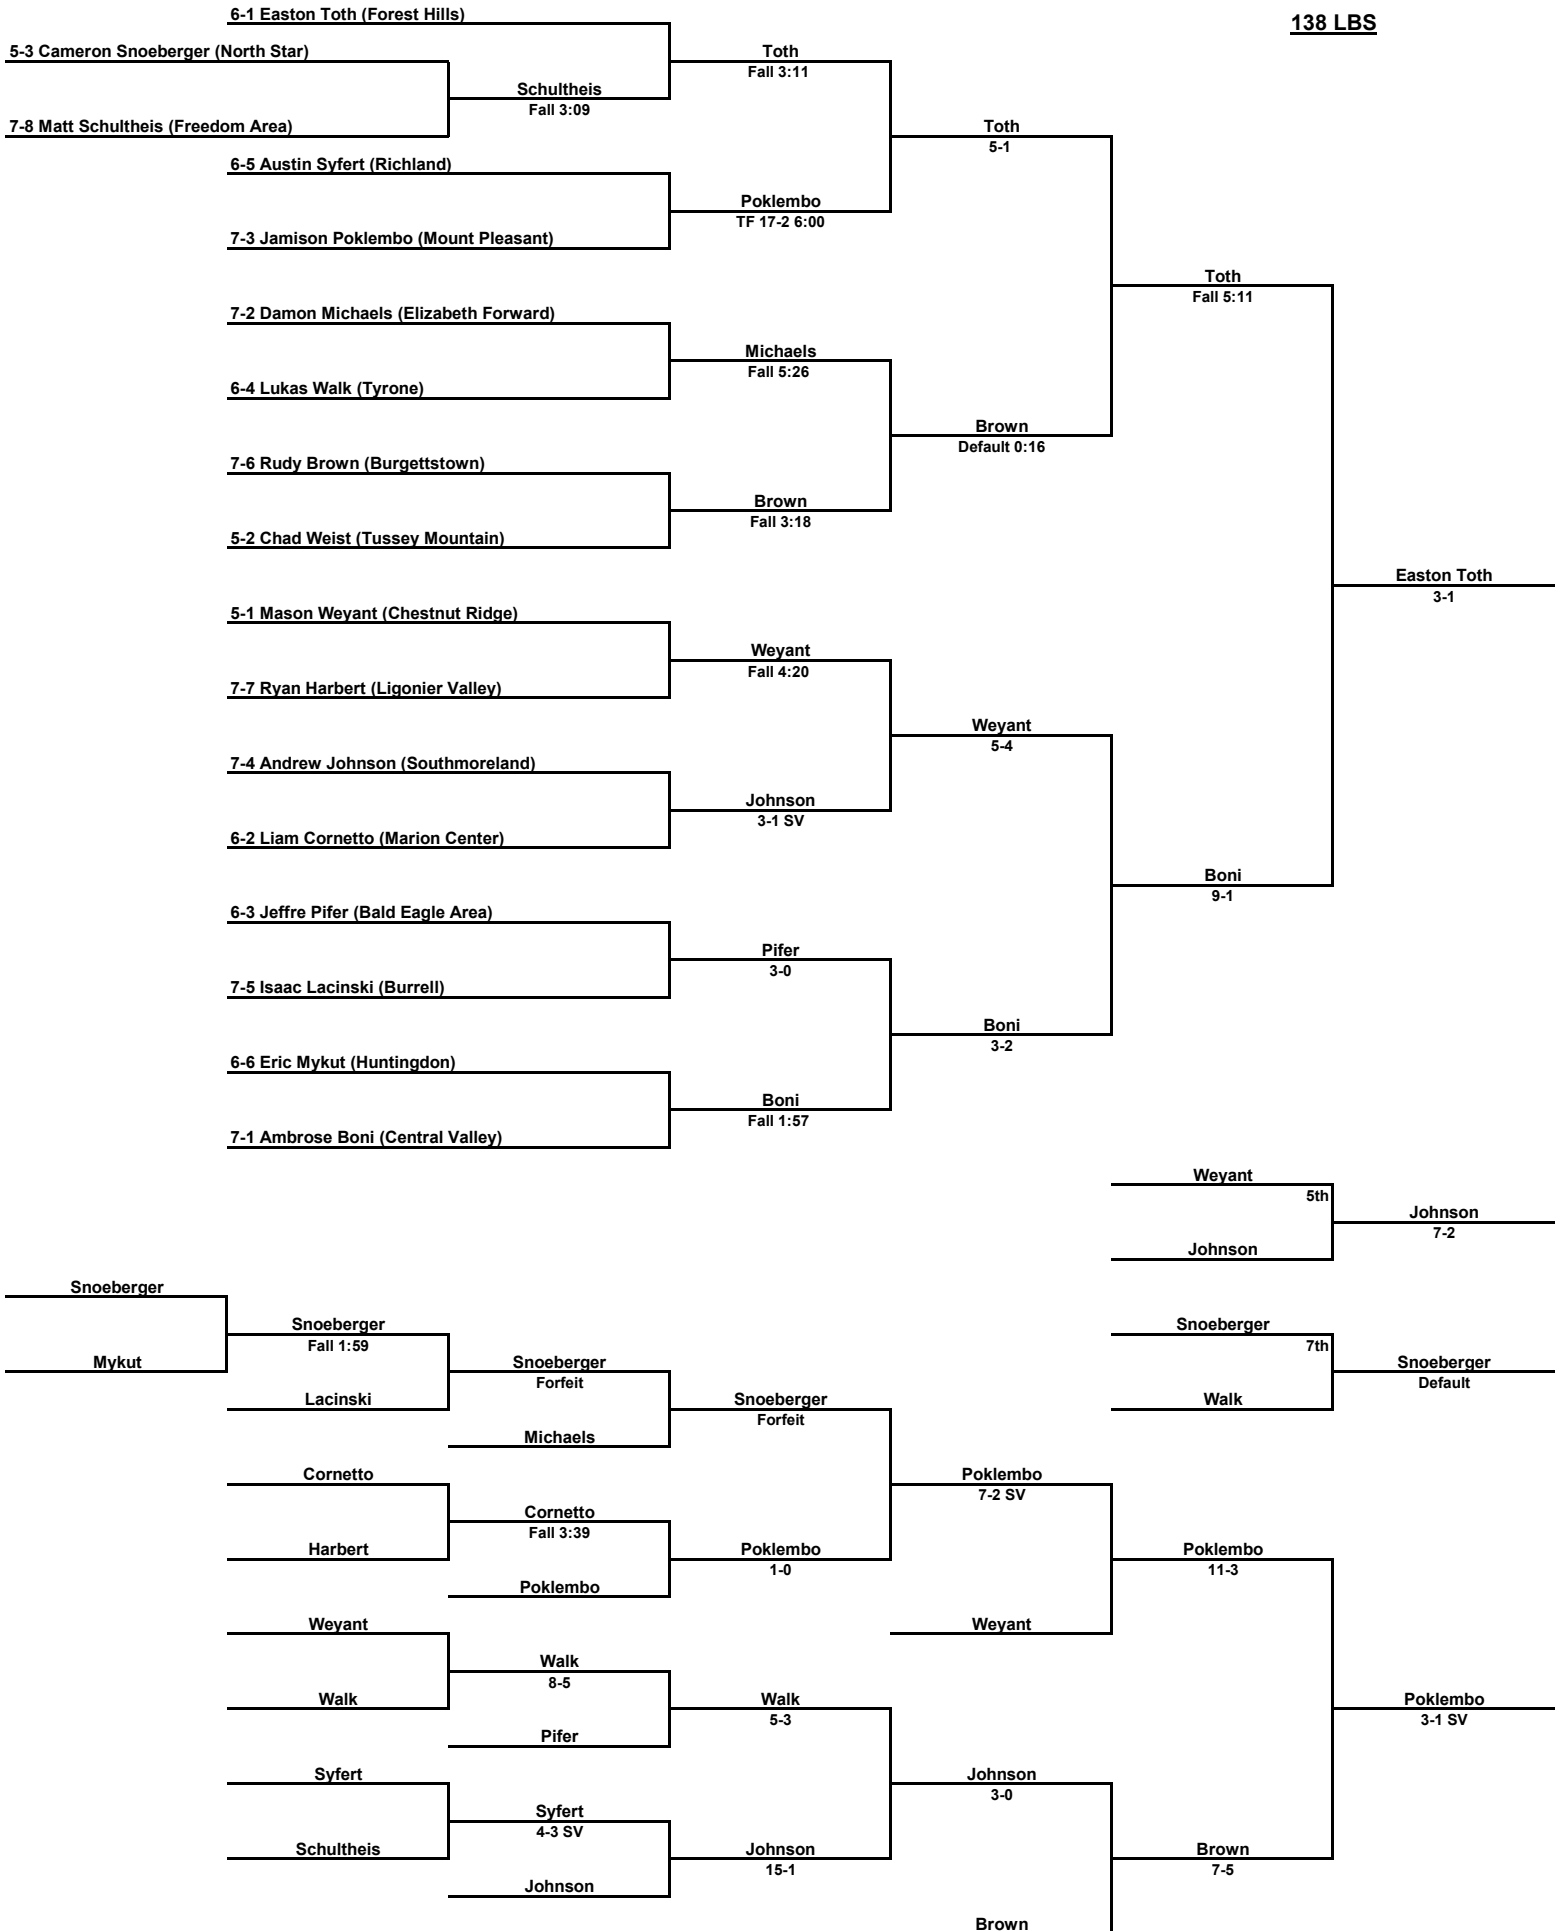 6-1 Easton Toth (Forest Hills)
138 LBS
5-3 Cameron Snoeberger (North Star)
Toth
Fall 3:11
Schultheis
Fall 3:09
7-8 Matt Schultheis (Freedom Area)
Toth
5-1
6-5 Austin Syfert (Richland)
Poklembo
TF 17-2 6:00
7-3 Jamison Poklembo (Mount Pleasant)
Toth
Fall 5:11
7-2 Damon Michaels (Elizabeth Forward)
Michaels
Fall 5:26
6-4 Lukas Walk (Tyrone)
Brown
Default 0:16
7-6 Rudy Brown (Burgettstown)
Brown
Fall 3:18
5-2 Chad Weist (Tussey Mountain)
Easton Toth
3-1
5-1 Mason Weyant (Chestnut Ridge)
Weyant
Fall 4:20
7-7 Ryan Harbert (Ligonier Valley)
Weyant
5-4
7-4 Andrew Johnson (Southmoreland)
Johnson
3-1 SV
6-2 Liam Cornetto (Marion Center)
Boni
9-1
6-3 Jeffre Pifer (Bald Eagle Area)
Pifer
3-0
7-5 Isaac Lacinski (Burrell)
Boni
3-2
6-6 Eric Mykut (Huntingdon)
Boni
Fall 1:57
7-1 Ambrose Boni (Central Valley)
Weyant
5th
Johnson
7-2
Johnson
Snoeberger
Snoeberger
Fall 1:59
Snoeberger
7th
Mykut
Snoeberger
Forfeit
Snoeberger
Default
Lacinski
Snoeberger
Forfeit
Walk
Michaels
Cornetto
Poklembo
7-2 SV
Cornetto
Fall 3:39
Harbert
Poklembo
1-0
Poklembo
11-3
Poklembo
Weyant
Weyant
Walk
8-5
Walk
Walk
5-3
Poklembo
3-1 SV
Pifer
Syfert
Johnson
3-0
Syfert
4-3 SV
Schultheis
Johnson
15-1
Brown
7-5
Johnson
Brown